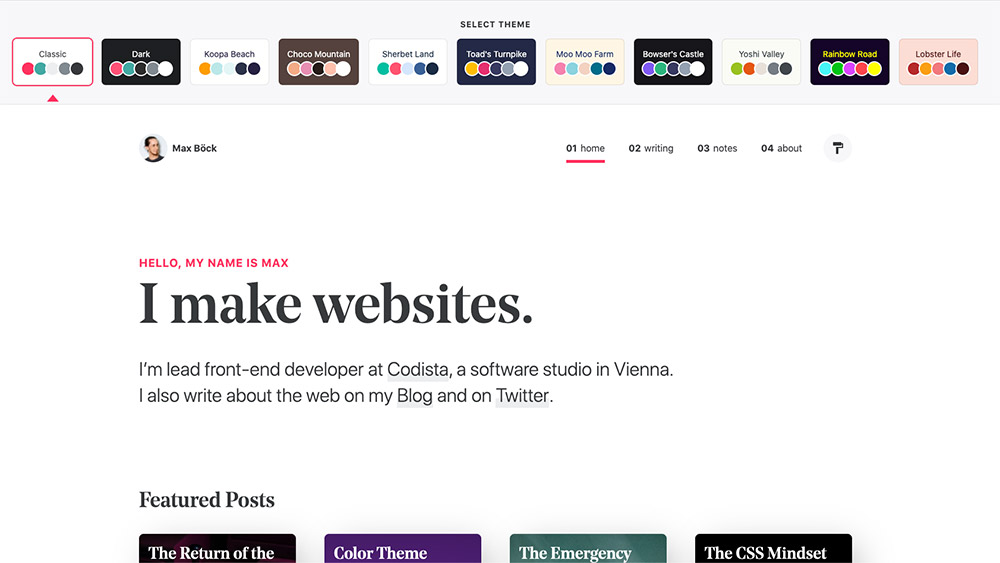 SELECT THEME
Classic
Dark
Koopa Beach
Choco Mountain
Sherbet Land
Toad's Turnpike
Moo Moo Farm
Bowser's Castle
Yoshi Valley
Rainbow Road
Lobster Life
Max Böck
01 home
02 writing
03 notes
04 about
HELLO, MY NAME IS MAX
I make websites.
I'm lead front-end developer at Codista, a software studio in Vienna.
I also write about the web on my Blog and on Twitter.
Featured Posts
The Return of the
Color Theme
The Emergency
The CSS Mindset